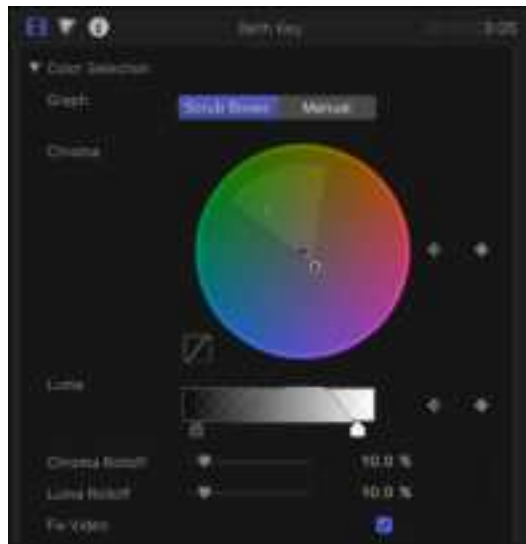 Color Selection
Graph
Scrub Boxes Manual
Chroma
Luma
Chroma Rolloff 10.0 %
Luma Rolloff 10.0 %
Fix Video